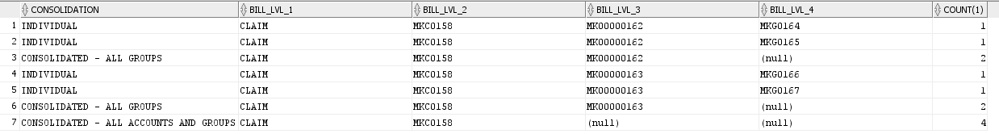 CONSOLIDATION BILL_LVL_1 BILL_LVL_2 BILL_LVL_3 BILL_LVL_4 COUNT(1)
1 INDIVIDUAL CLAIM MKC0158 MK00000162 MKG0164 1
2 INDIVIDUAL CLAIM MKC0158 MK00000162 MKG0165 1
3 CONSOLIDATED - ALL GROUPS CLAIM MKC0158 MK00000162 (null) 2
4 INDIVIDUAL CLAIM MKC0158 MK00000163 MKG0166 1
5 INDIVIDUAL CLAIM MKC0158 MK00000163 MKG0167 1
6 CONSOLIDATED - ALL GROUPS CLAIM MKC0158 MK00000163 (null) 2
7 CONSOLIDATED - ALL ACCOUNTS AND GROUPS CLAIM MKC0158 (null) (null) 4